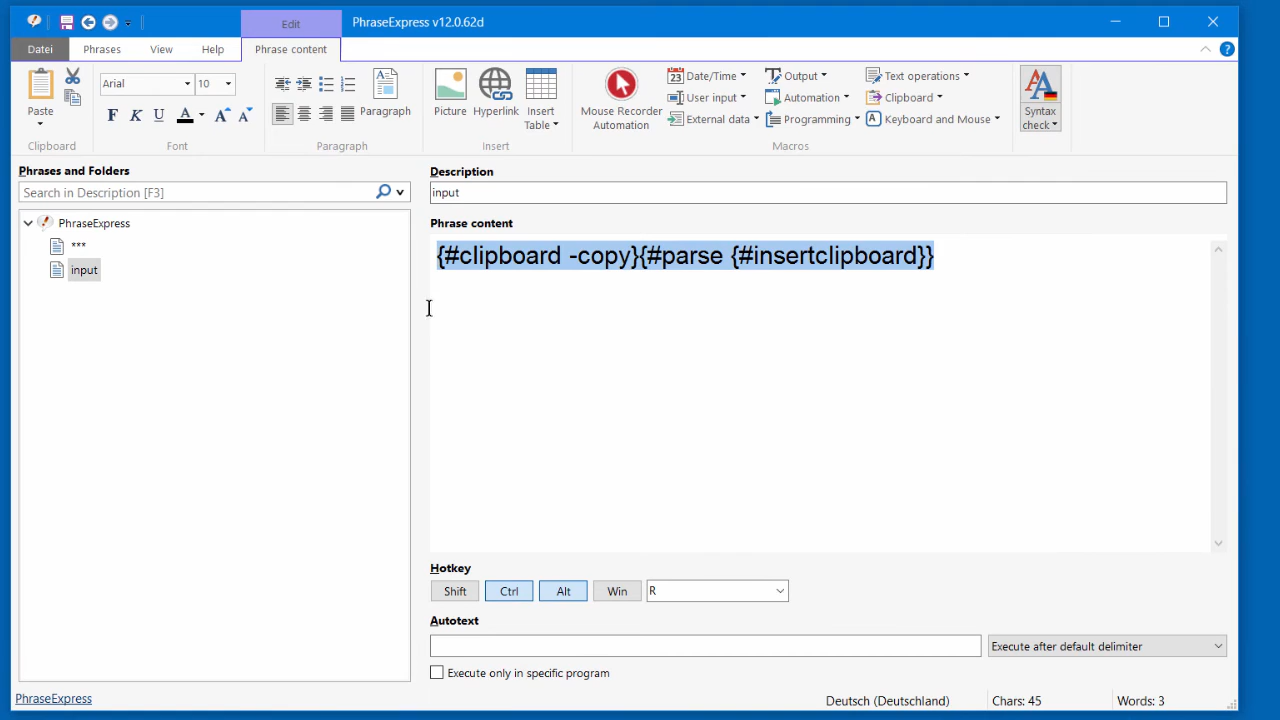 Edit
PhraseExpress v12.0.62d
Datei
Phrases
View
Help
Phrase content
Paste
Clipboard
Arial
10
F K U A A A
Font
Paragraph
Paragraph
Picture
Hyperlink
Insert
Table
Insert
Mouse Recorder
Automation
23 Date/Time
User input
External data
Output
Automation
Programming
Text operations
Clipboard
A Keyboard and Mouse
Macros
Syntax
check
Phrases and Folders
Search in Description [F3]
PhraseExpress
***
input
Description
input
Phrase content
{#clipboard -copy}{#parse {#insertclipboard}}
Hotkey
Shift
Ctrl
Alt
Win
R
Autotext
Execute after default delimiter
Execute only in specific program
PhraseExpress
Deutsch (Deutschland)
Chars: 45
Words: 3